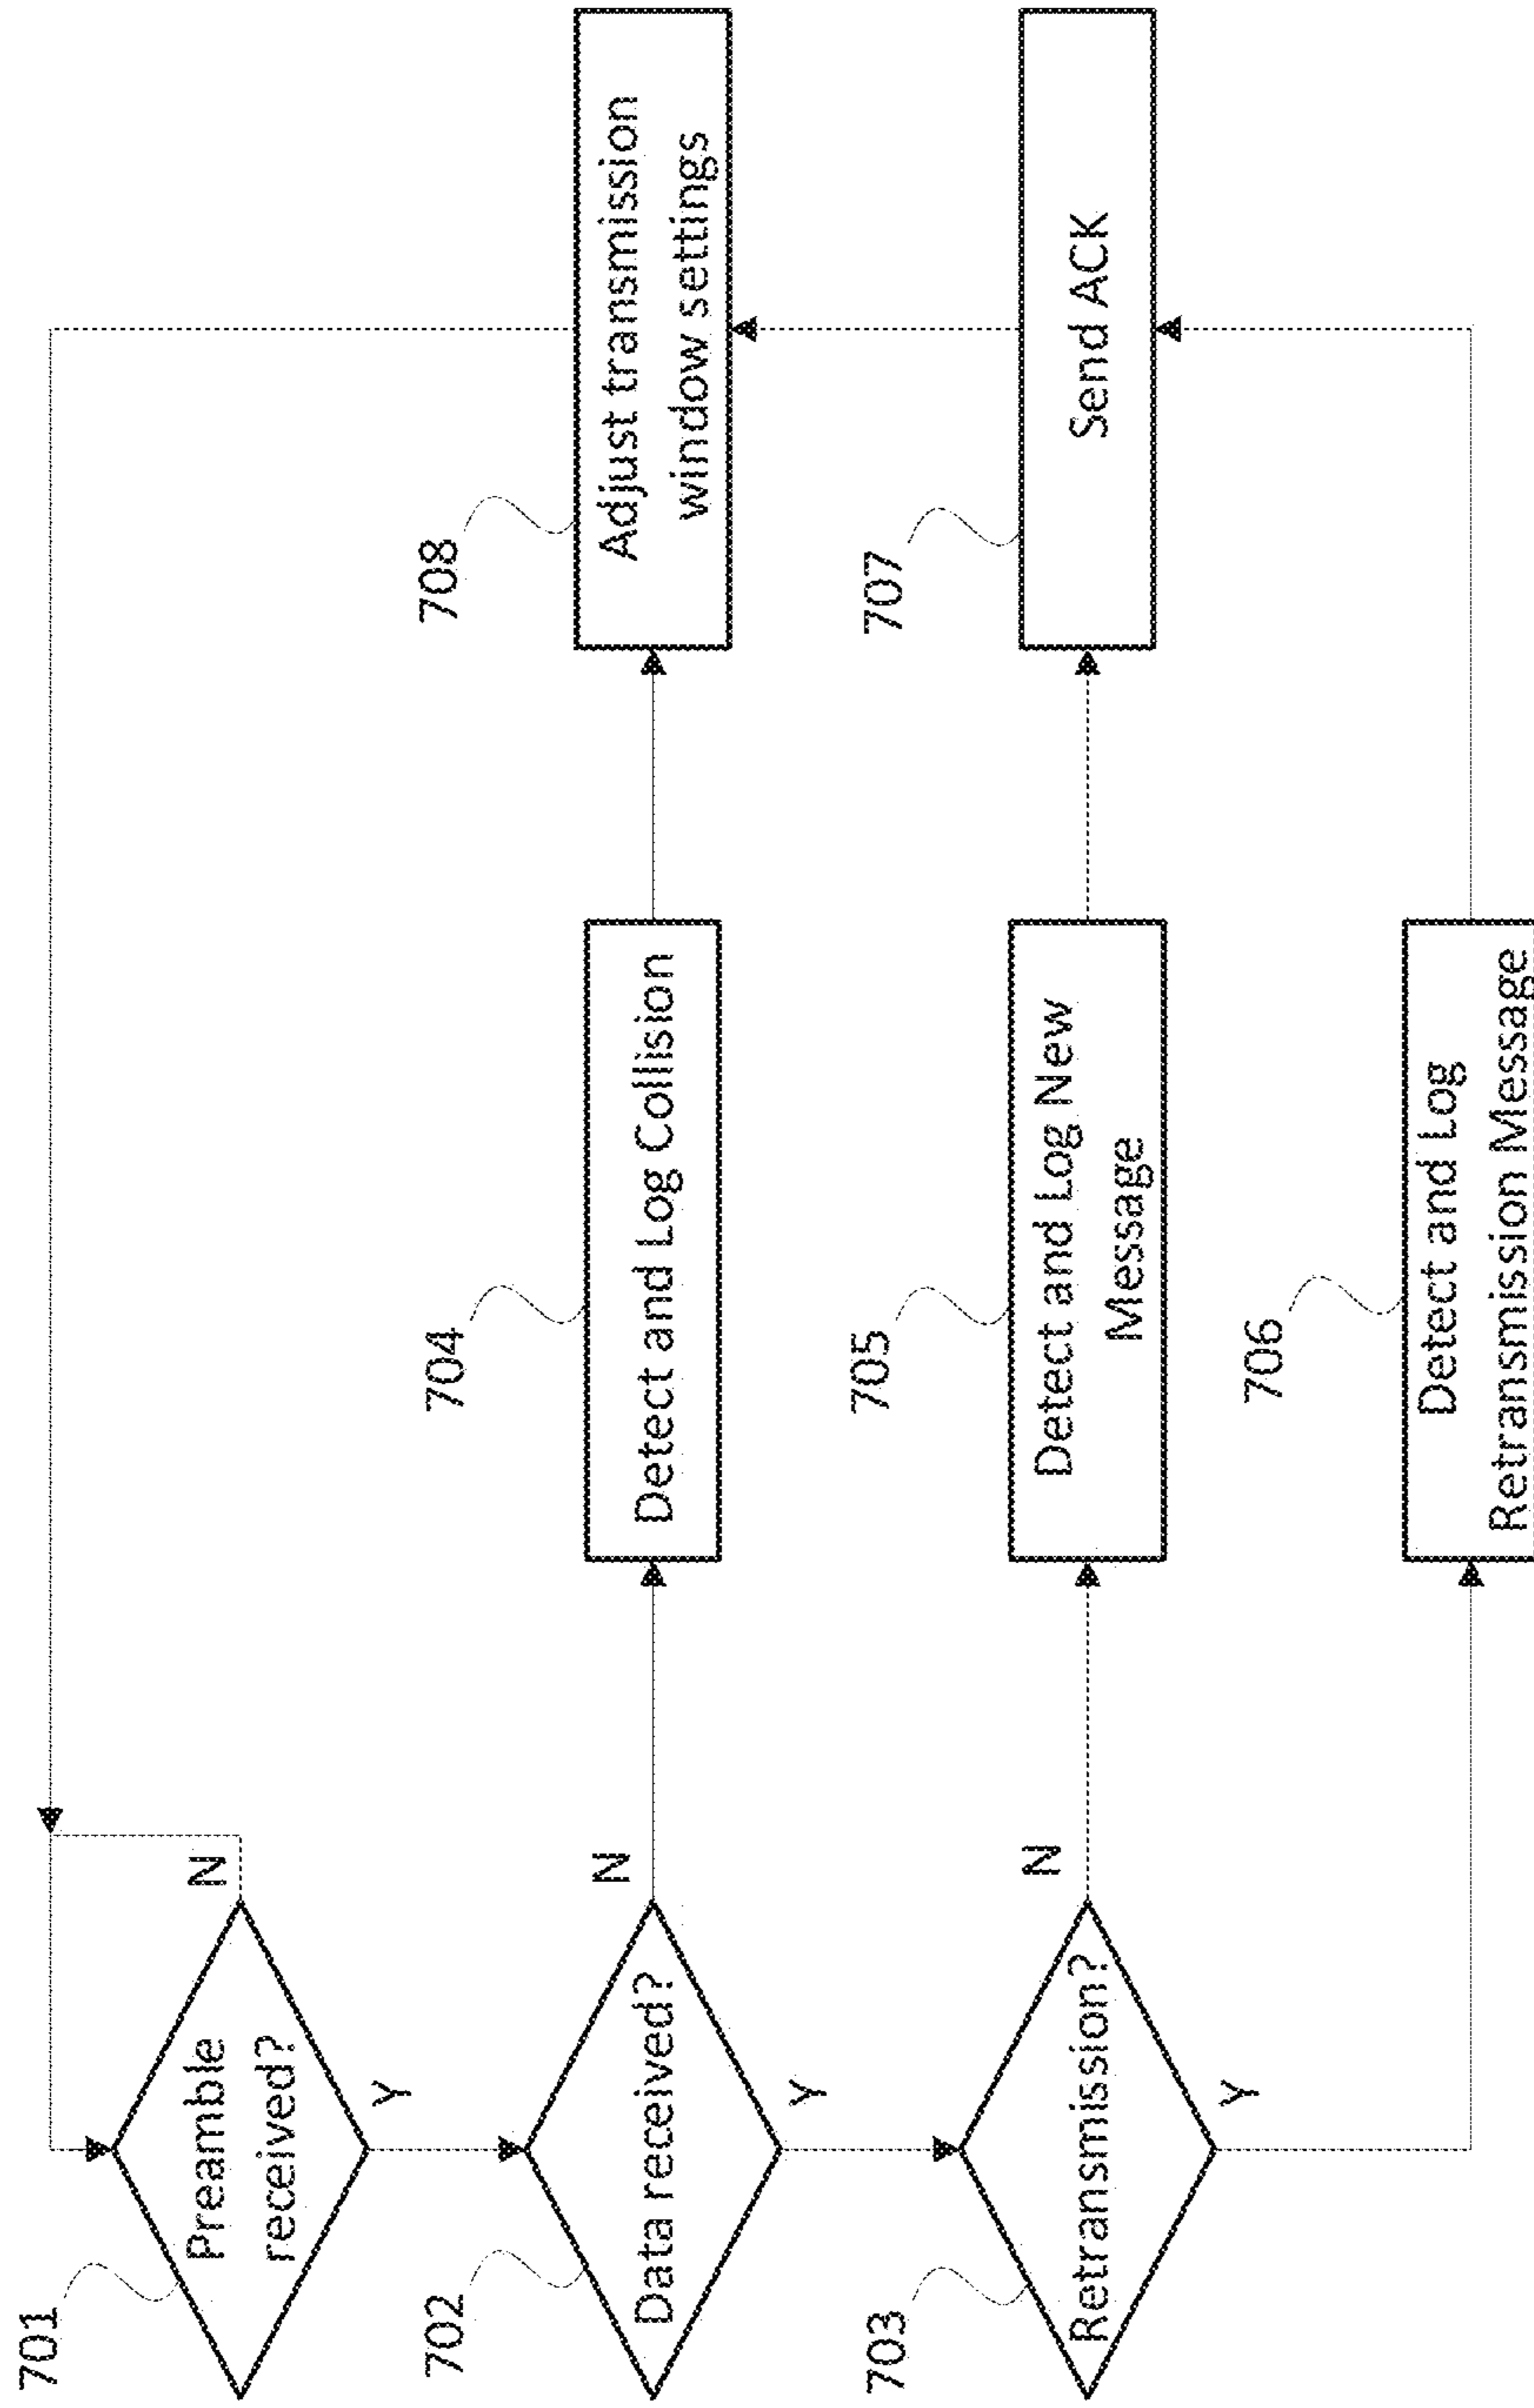 701
Preamble
received?
N
Y
702
Data received?
N
Y
703
Retransmission?
N
Y
704
Detect and Log Collision
705
Detect and Log New
Message
706
Detect and Log
Retransmission Message
708
Adjust transmission
window settings
707
Send ACK